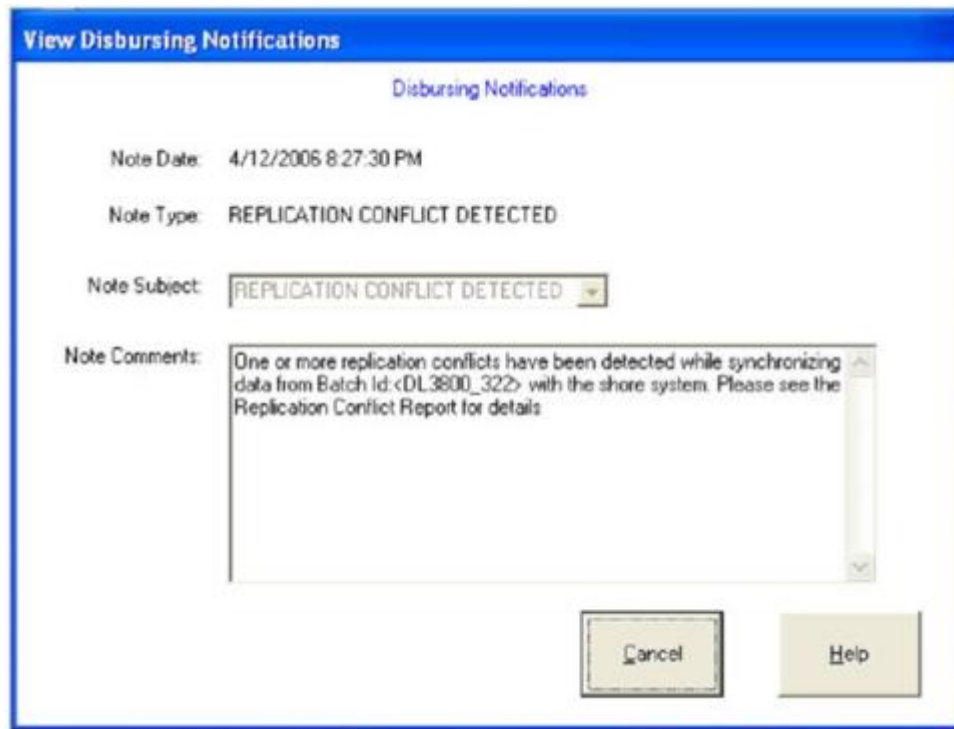 View Disbursing Notifications
Disbursing Notifications
Note Date: 4/12/2006 8:27:30 PM
Note Type: REPLICATION CONFLICT DETECTED
Note Subject: REPLICATION CONFLICT DETECTED
Note Comments: One or more replication conflicts have been detected while synchronizing
data from Batch Id:<DL3800_322> with the shore system. Please see the
Replication Conflict Report for details
Cancel Help